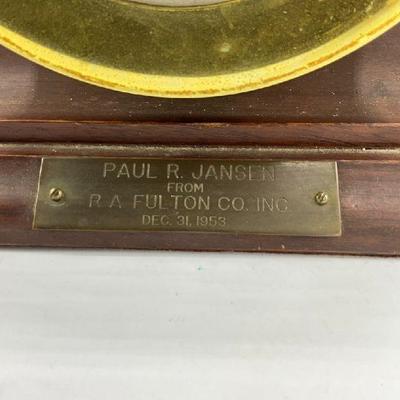 PAUL R. JANSEN
FROM
R A FULTON CO. INC
DEC. 31, 1953